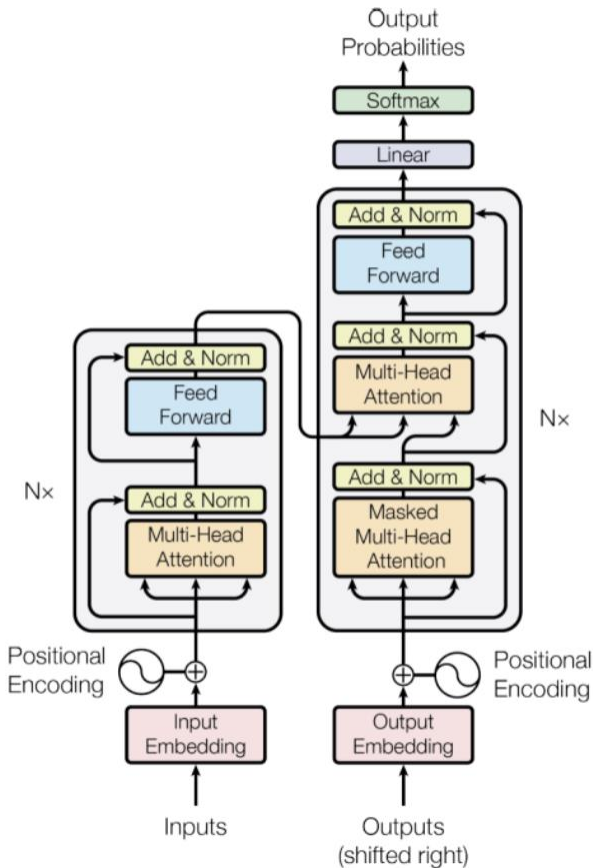 Output
Probabilities
Softmax
Linear
Add & Norm
Feed
Forward
Add & Norm
Multi-Head
Attention
Add & Norm
Masked
Multi-Head
Attention
Nx
Add & Norm
Feed
Forward
Add & Norm
Multi-Head
Attention
Nx
Positional
Encoding
Positional
Encoding
Input
Embedding
Output
Embedding
Inputs
Outputs
(shifted right)